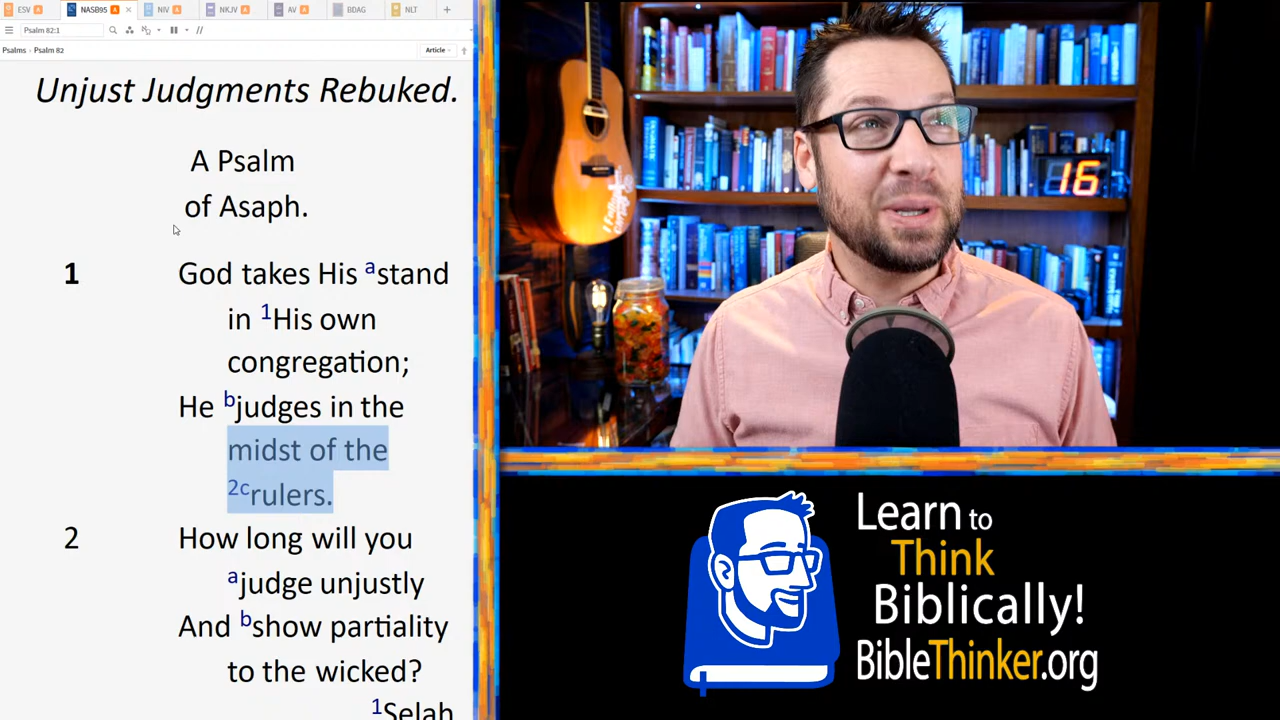 ESV A
NASB95 A ×
NIV A
NKJV A
AV A
BDAG
NLT
+
Psalm 82:1
Psalms › Psalm 82
Article
Unjust Judgments Rebuked.
A Psalm
of Asaph.
1 God takes His astand
in 1His own
congregation;
He bjudges in the
midst of the
2crulers.
2 How long will you
ajudge unjustly
And bshow partiality
to the wicked?
1Selah
16
Learn to
Think
Biblically!
BibleThinker.org